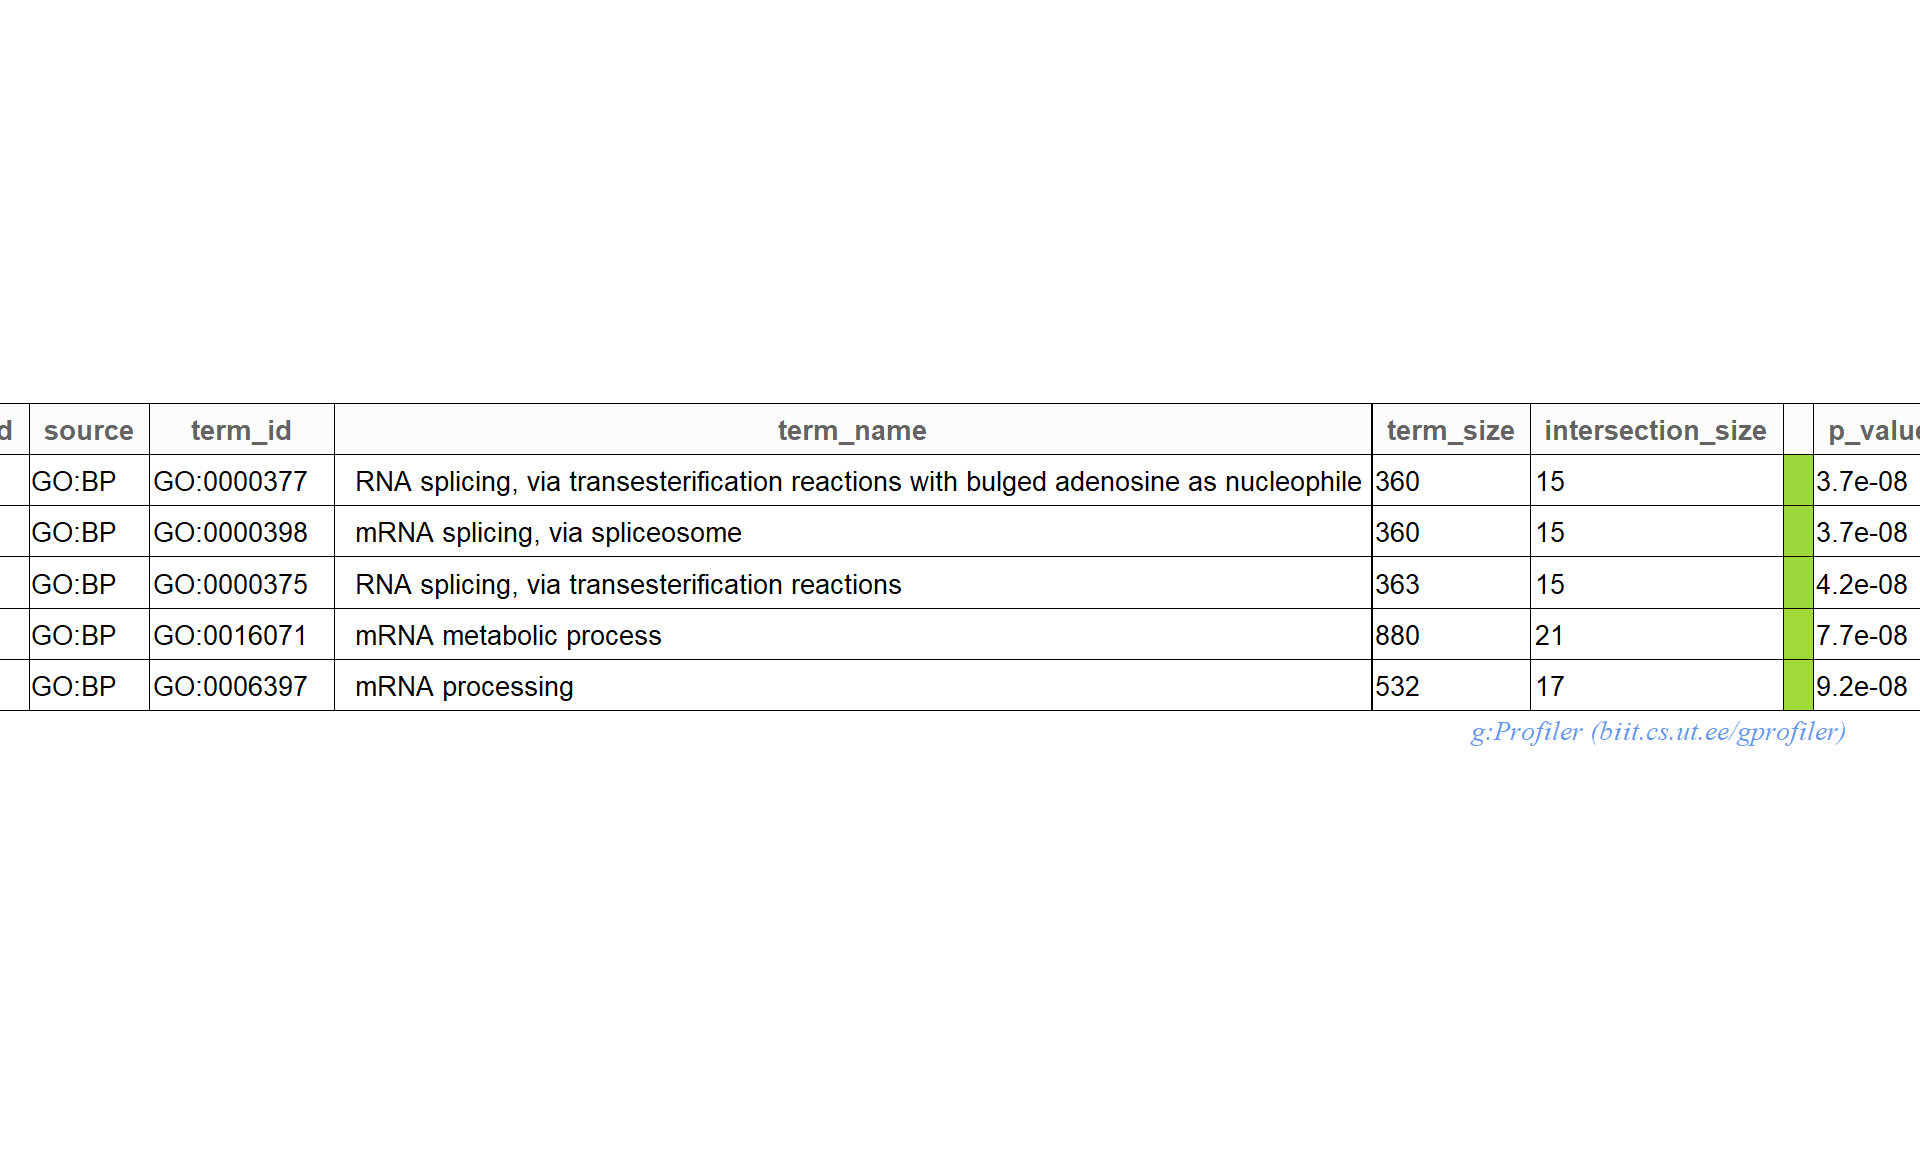 d source term_id term_name term_size intersection_size p_value
GO:BP GO:0000377 RNA splicing, via transesterification reactions with bulged adenosine as nucleophile 360 15 3.7e-08
GO:BP GO:0000398 mRNA splicing, via spliceosome 360 15 3.7e-08
GO:BP GO:0000375 RNA splicing, via transesterification reactions 363 15 4.2e-08
GO:BP GO:0016071 mRNA metabolic process 880 21 7.7e-08
GO:BP GO:0006397 mRNA processing 532 17 9.2e-08
g:Profiler (biit.cs.ut.ee/gprofiler)